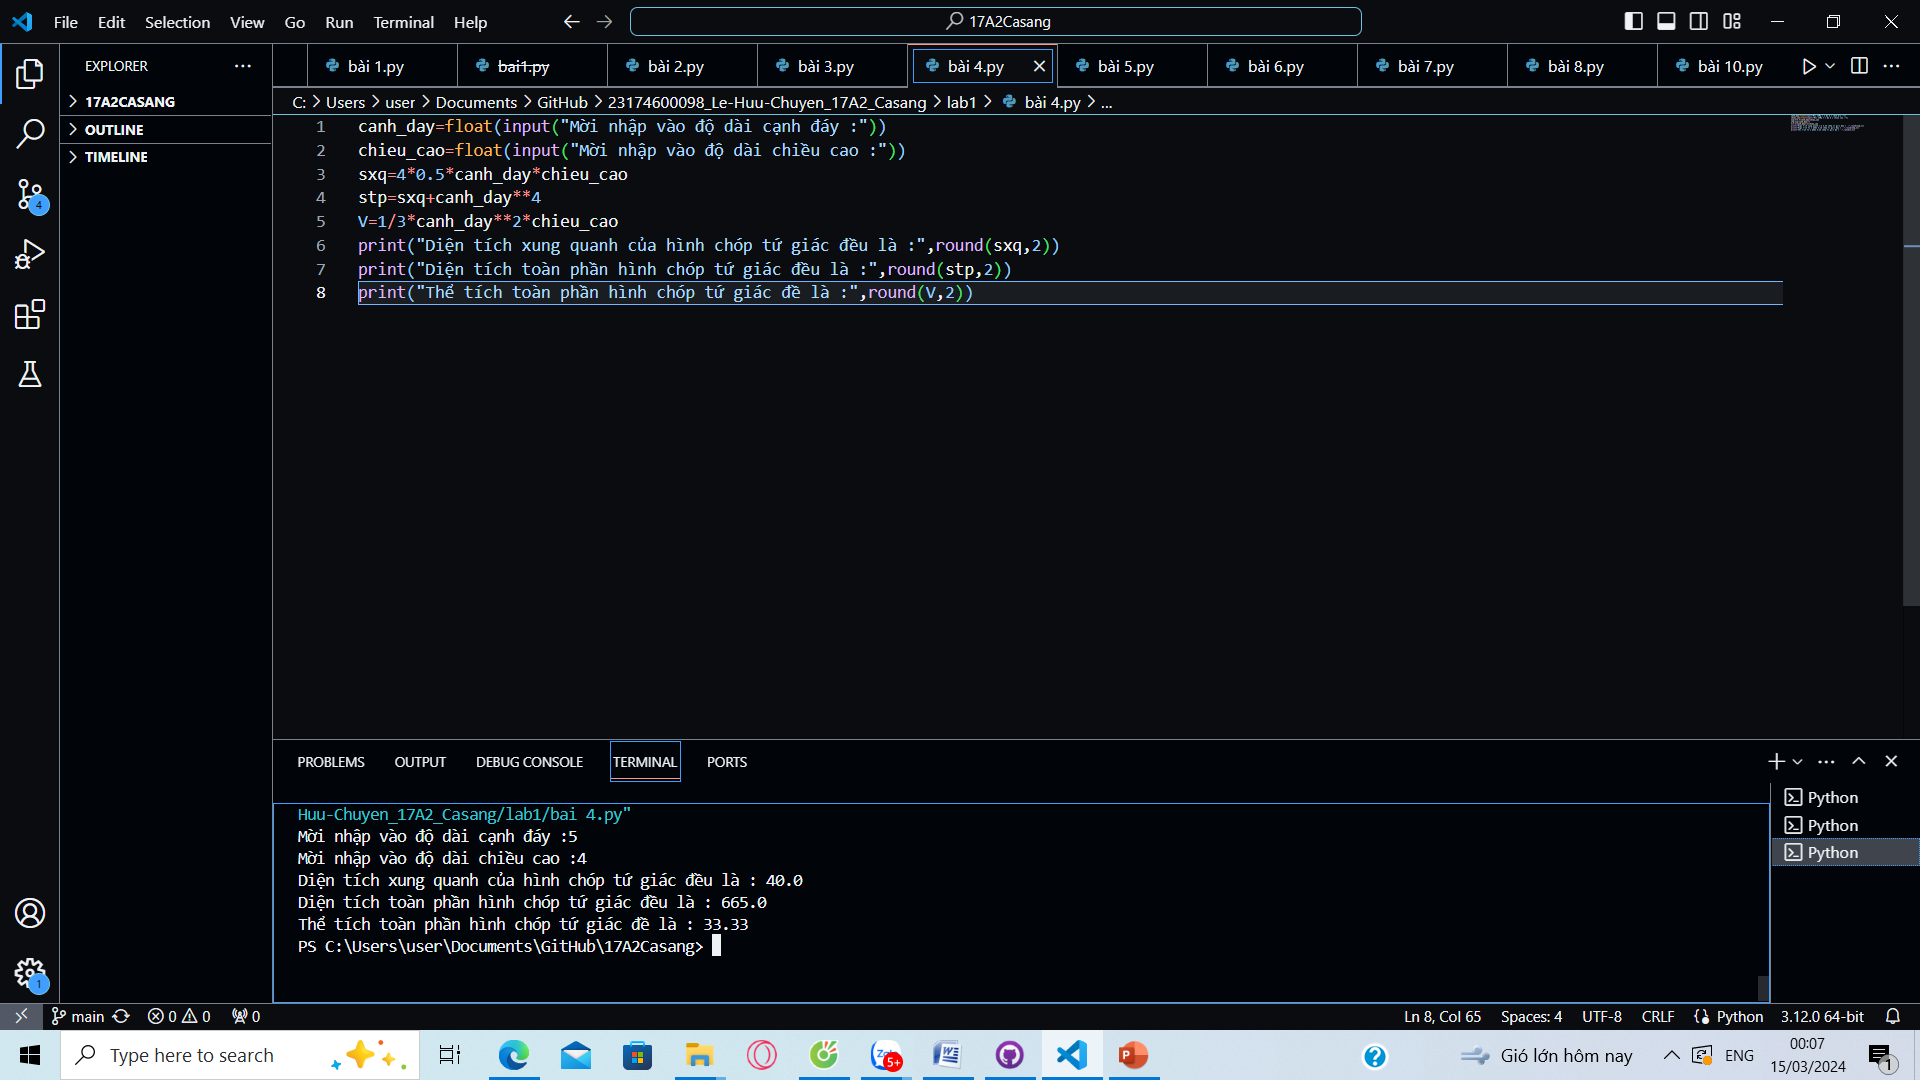 File Edit Selection View Go Run Terminal Help
17A2Casang
EXPLORER
bài 1.py bai1.py bài 2.py bài 3.py bài 4.py bài 5.py bài 6.py bài 7.py bài 8.py bài 10.py
17A2CASANG
OUTLINE
TIMELINE
C: > Users > user > Documents > GitHub > 23174600098_Le-Huu-Chuyen_17A2_Casang > lab1 > bài 4.py > ...
1 canh_day=float(input("Mời nhập vào độ dài cạnh đáy :"))
2 chieu_cao=float(input("Mời nhập vào độ dài chiều cao :"))
3 sxq=4*0.5*canh_day*chieu_cao
4 stp=sxq+canh_day**4
5 V=1/3*canh_day**2*chieu_cao
6 print("Diện tích xung quanh của hình chóp tứ giác đều là :",round(sxq,2))
7 print("Diện tích toàn phần hình chóp tứ giác đều là :",round(stp,2))
8 print("Thể tích toàn phần hình chóp tứ giác đề là :",round(V,2))
4
PROBLEMS OUTPUT DEBUG CONSOLE TERMINAL PORTS
Huu-Chuyen_17A2_Casang/lab1/bai 4.py"
Mời nhập vào độ dài cạnh đáy :5
Mời nhập vào độ dài chiều cao :4
Diện tích xung quanh của hình chóp tứ giác đều là : 40.0
Diện tích toàn phần hình chóp tứ giác đều là : 665.0
Thể tích toàn phần hình chóp tứ giác đề là : 33.33
PS C:\Users\user\Documents\GitHub\17A2Casang>
Python
Python
Python
1
main 0 0 0
Ln 8, Col 65 Spaces: 4 UTF-8 CRLF Python 3.12.0 64-bit
Type here to search
5+
Gió lớn hôm nay
ENG
00:07
15/03/2024
1